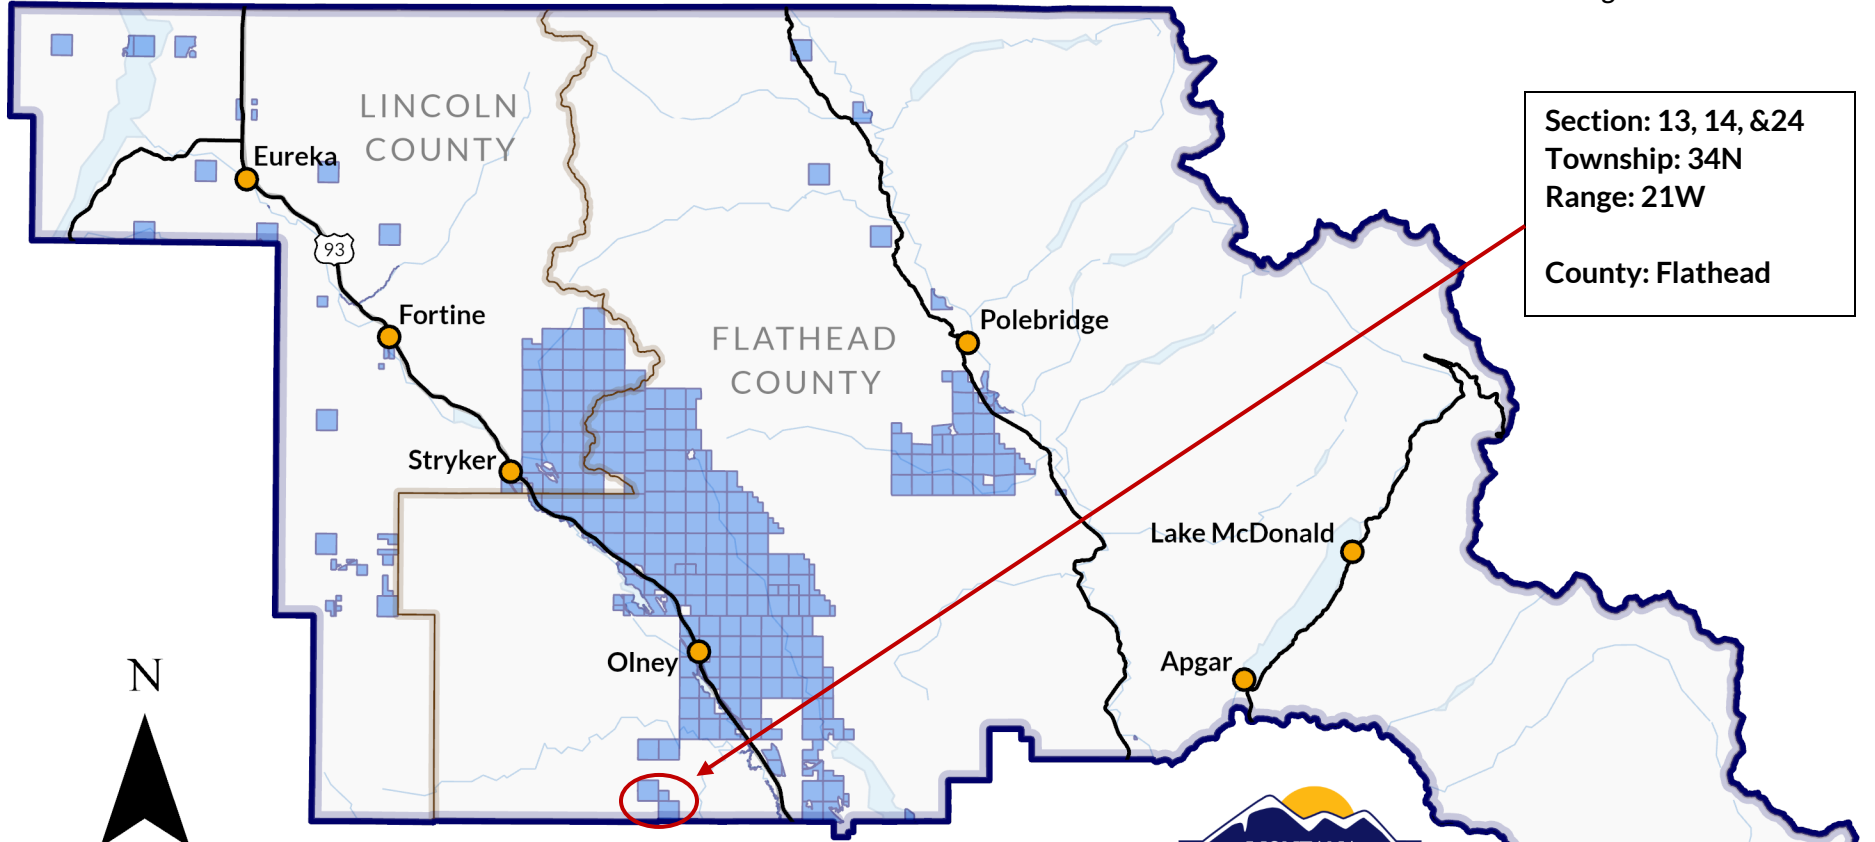 LINCOLN
COUNTY
Eureka
93
Fortine
FLATHEAD
COUNTY
Polebridge
Stryker
Lake McDonald
Olney
Apgar
N
Section: 13, 14, &24
Township: 34N
Range: 21W
County: Flathead